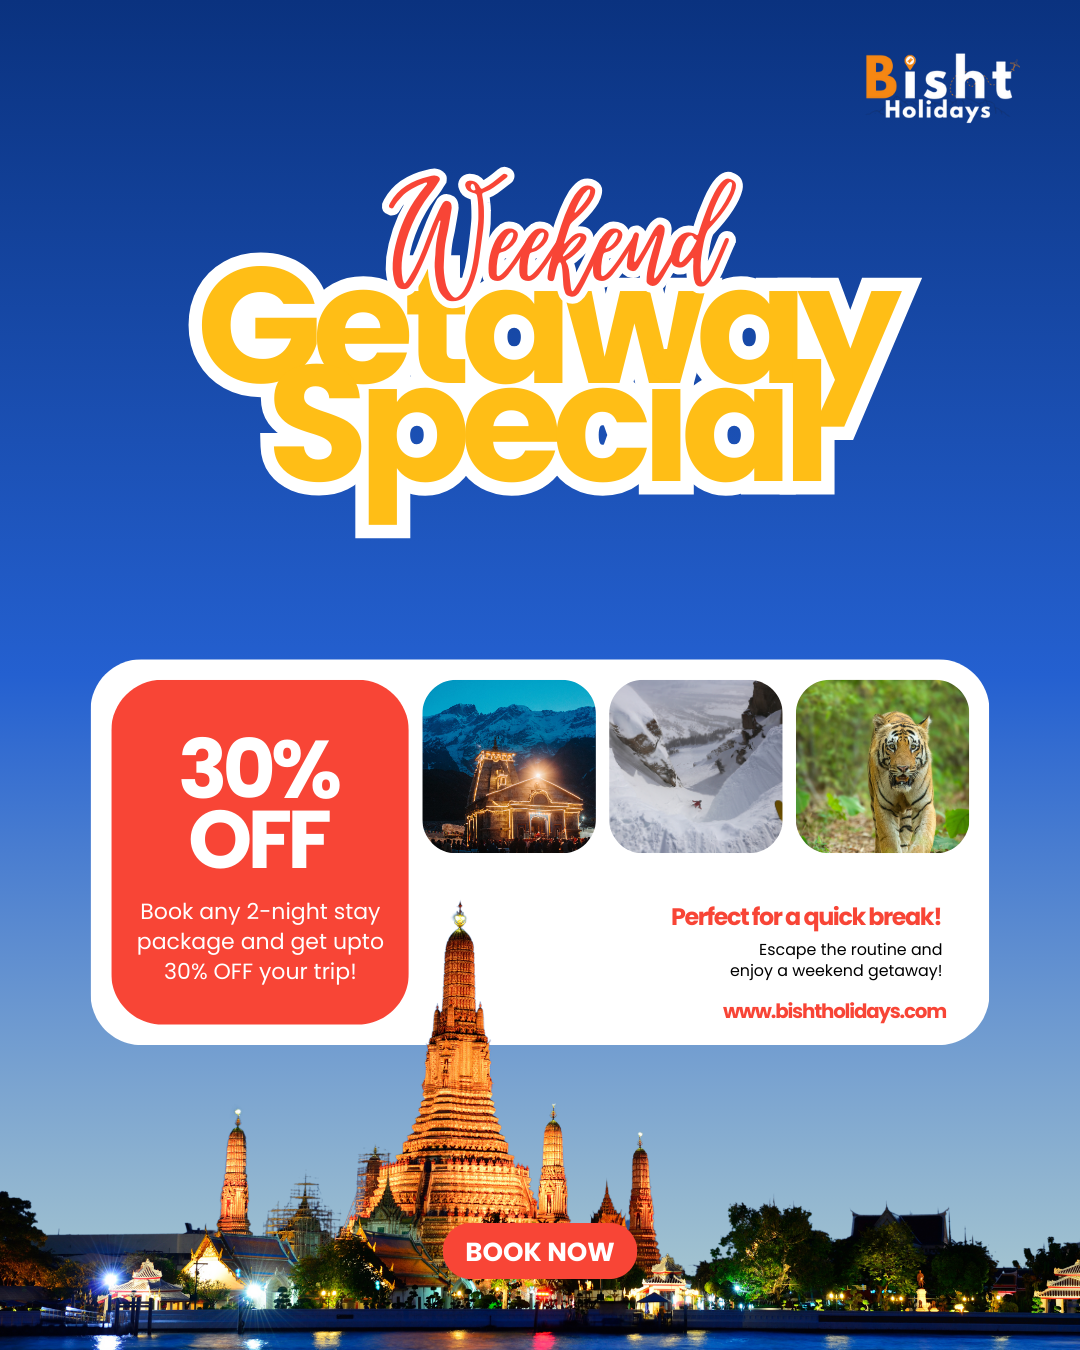 Bisht
Holidays
Weekend
Getaway
Special
30%
OFF
Book any 2-night stay
package and get upto
30% OFF your trip!
Perfect for a quick break!
Escape the routine and
enjoy a weekend getaway!
www.bishtholidays.com
BOOK NOW